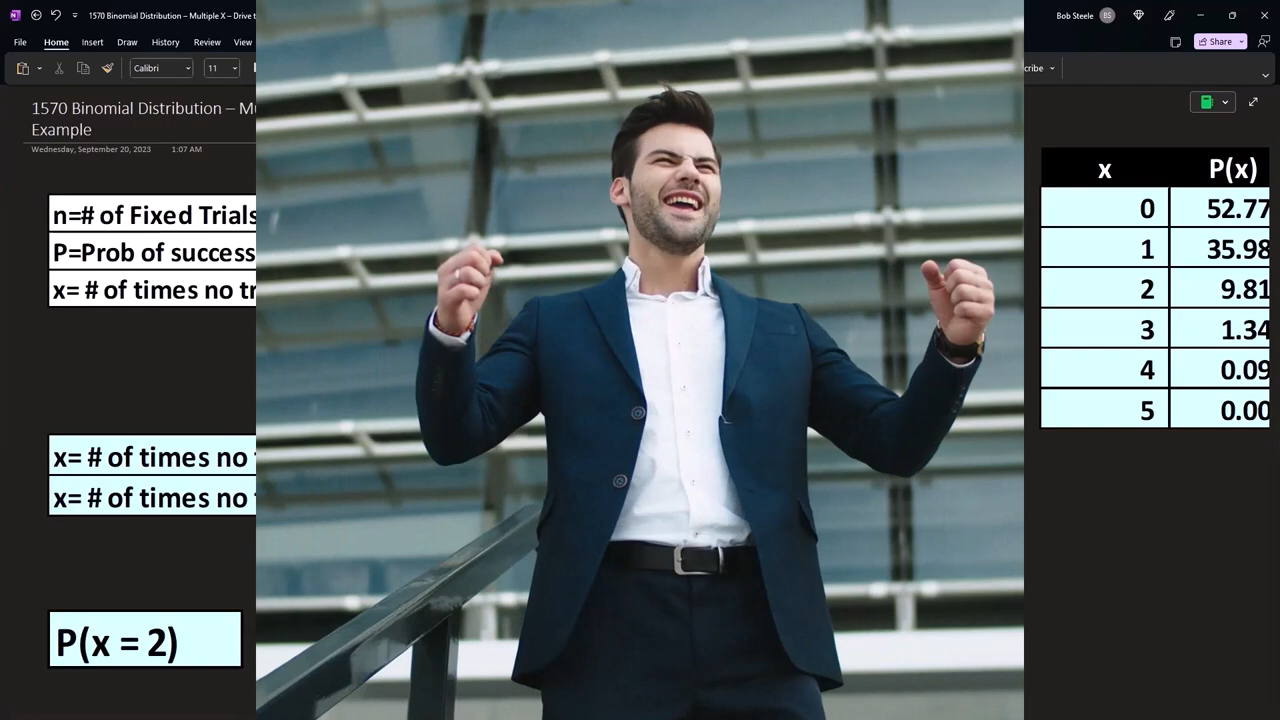 1570 Binomial Distribution – Multiple X – Drive t
Bob Steele BS
File Home Insert Draw History Review View
Share
Calibri 11
cribe
1570 Binomial Distribution – Mu
Example
Wednesday, September 20, 2023 1:07 AM
n=# of Fixed Trials
P=Prob of success
x= # of times no tr
x= # of times no
x= # of times no
P(x = 2)
x P(x)
0 52.77
1 35.98
2 9.81
3 1.34
4 0.09
5 0.00